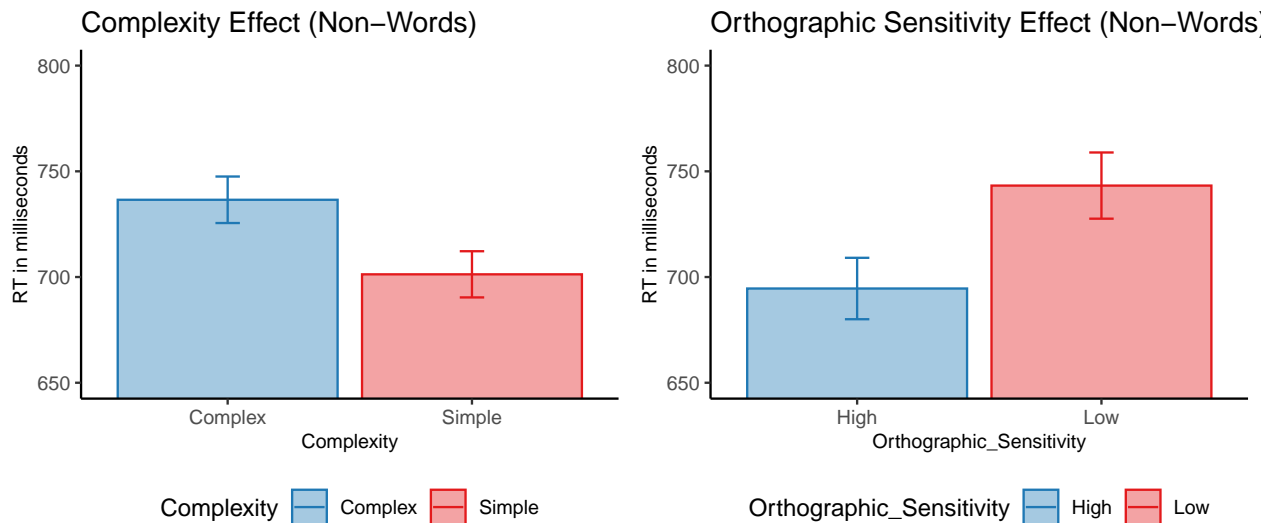 Complexity Effect (Non−Words)
800
750
700
650
RT in milliseconds
Complex Simple
Complexity
Complexity Complex Simple
Orthographic Sensitivity Effect (Non−Words)
800
750
700
650
RT in milliseconds
High Low
Orthographic_Sensitivity
Orthographic_Sensitivity High Low